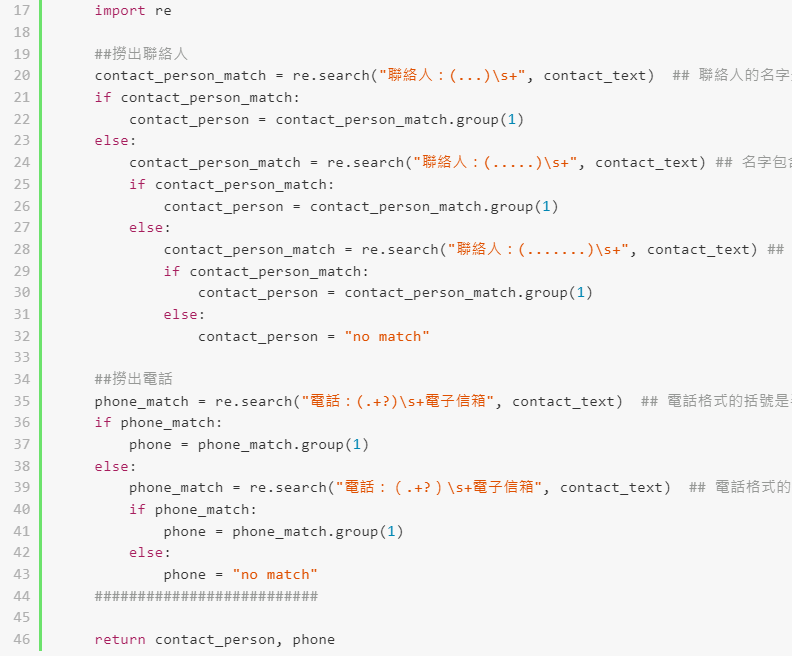 17 import re
18
19 ##撈出聯絡人
20 contact_person_match = re.search("聯絡人：(...)\s+", contact_text)  ## 聯絡人的名字
21 if contact_person_match:
22     contact_person = contact_person_match.group(1)
23 else:
24     contact_person_match = re.search("聯絡人：(.....)\s+", contact_text) ## 名字包含
25     if contact_person_match:
26         contact_person = contact_person_match.group(1)
27     else:
28         contact_person_match = re.search("聯絡人：(.......)\s+", contact_text) ##
29         if contact_person_match:
30             contact_person = contact_person_match.group(1)
31         else:
32             contact_person = "no match"
33
34 ##撈出電話
35 phone_match = re.search("電話：(.+?)\s+電子信箱", contact_text)  ## 電話格式的括號是
36 if phone_match:
37     phone = phone_match.group(1)
38 else:
39     phone_match = re.search("電話：（.+?）\s+電子信箱", contact_text)  ## 電話格式的
40     if phone_match:
41         phone = phone_match.group(1)
42     else:
43         phone = "no match"
44 ##########################
45
46 return contact_person, phone